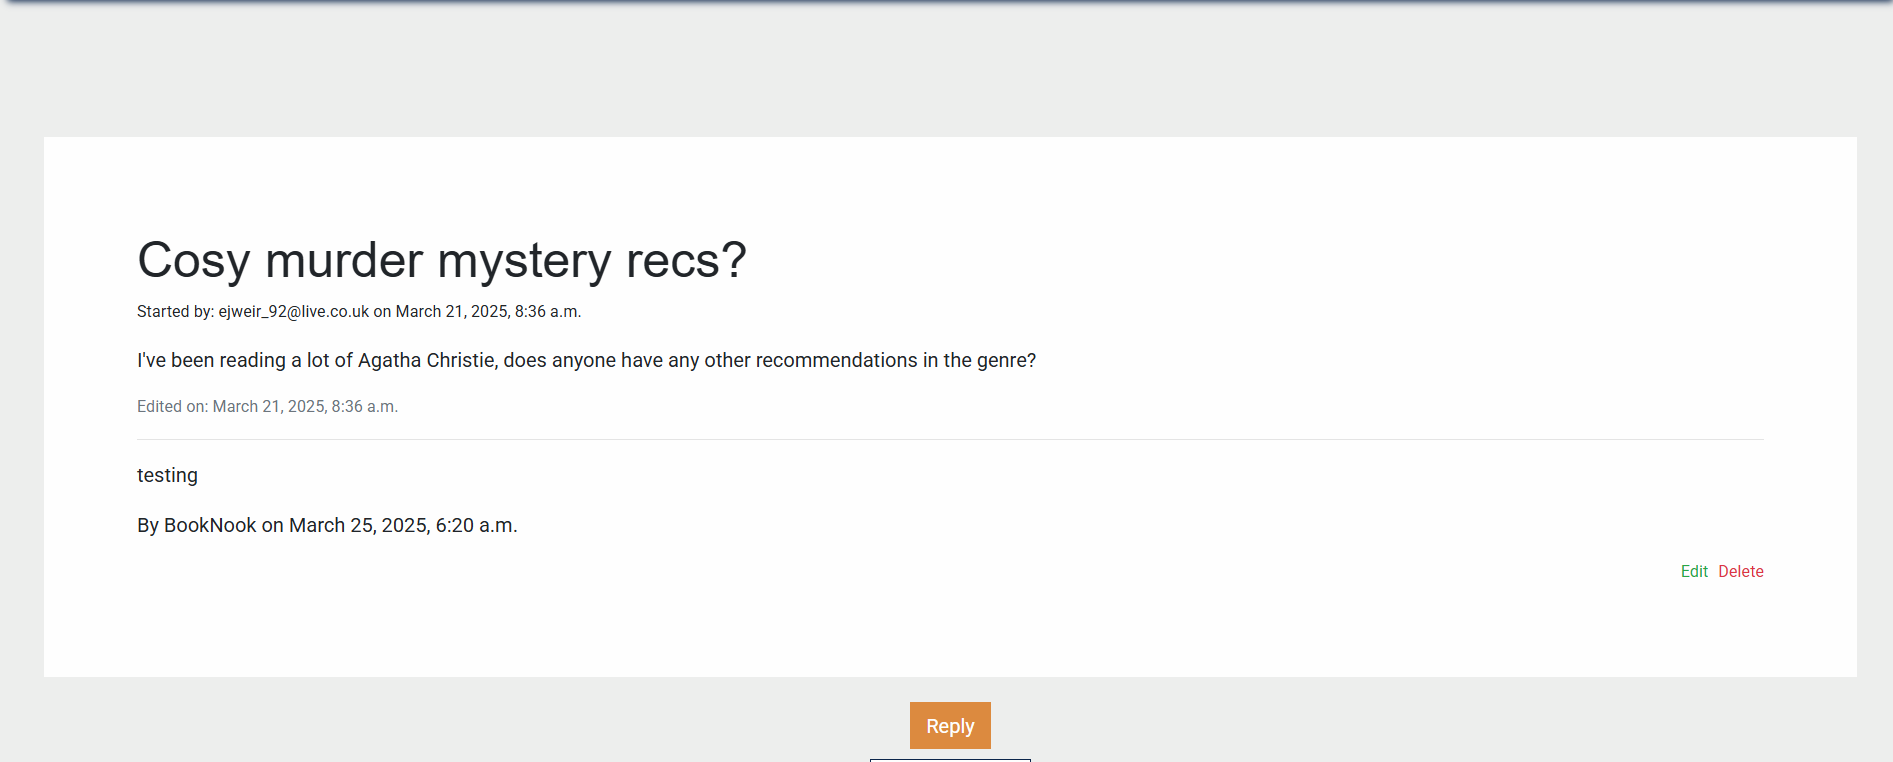 Cosy murder mystery recs?
Started by: ejweir_92@live.co.uk on March 21, 2025, 8:36 a.m.
I've been reading a lot of Agatha Christie, does anyone have any other recommendations in the genre?
Edited on: March 21, 2025, 8:36 a.m.
testing
By BookNook on March 25, 2025, 6:20 a.m.
Edit Delete
Reply